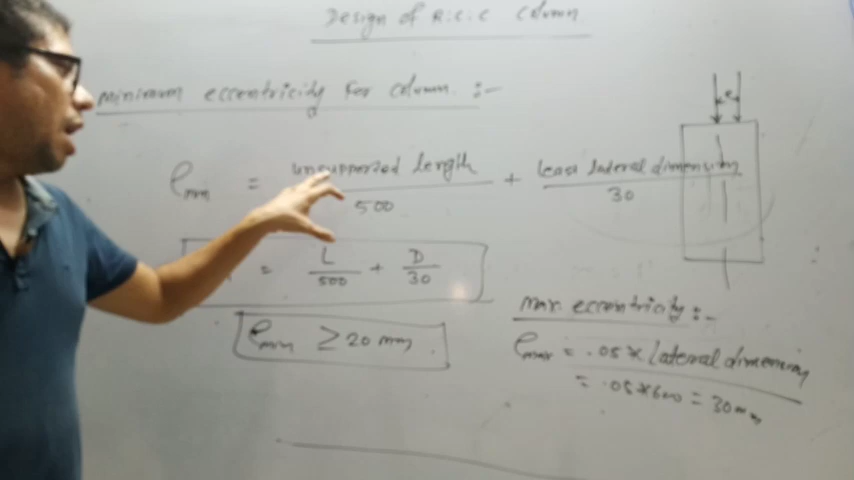 Design of R.C.C Column
minimum eccentricity For column :-
e
emin = unsupported length / 500 + least lateral dimension / 30
= L / 500 + D / 30
emin ≥ 20 mm.
max. eccentricity :-
emax = .05 × lateral dimension
= .05 × 600 = 30 mm